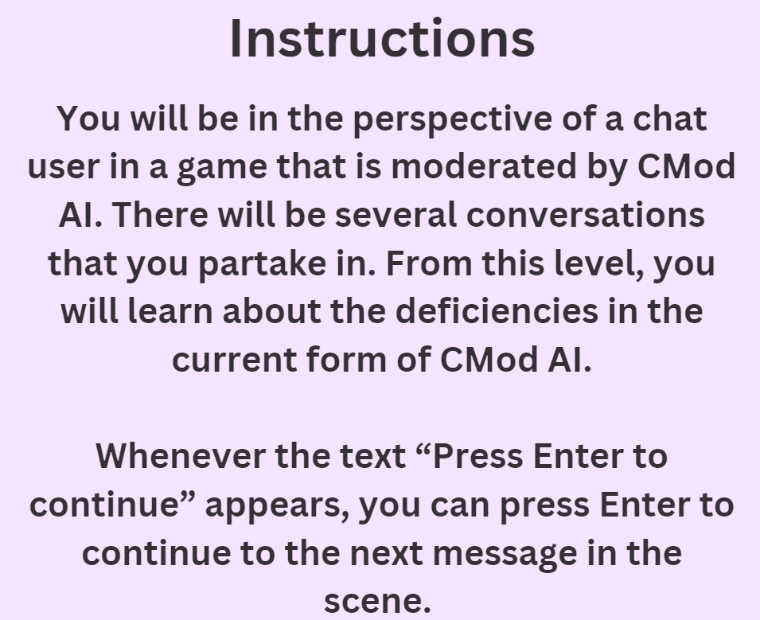 Instructions
You will be in the perspective of a chat
user in a game that is moderated by CMod
AI. There will be several conversations
that you partake in. From this level, you
will learn about the deficiencies in the
current form of CMod AI.
Whenever the text “Press Enter to
continue” appears, you can press Enter to
continue to the next message in the
scene.